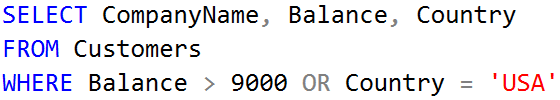 SELECT CompanyName, Balance, Country
FROM Customers
WHERE Balance > 9000 OR Country = 'USA'